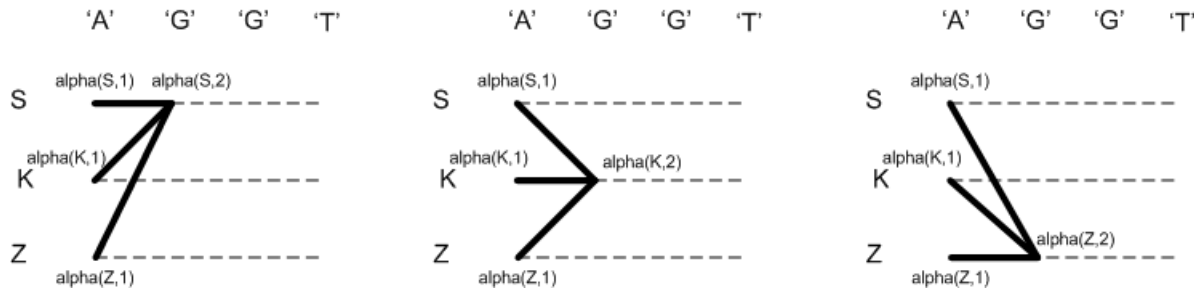 ‘A’ ‘G’ ‘G’ ‘T’ ‘A’ ‘G’ ‘G’ ‘T’ ‘A’ ‘G’ ‘G’ ‘T’
alpha(S,1) alpha(S,2) alpha(S,1) alpha(S,1)
S S S
alpha(K,1) alpha(K,1) alpha(K,2) alpha(K,1)
K K K
alpha(Z,2)
Z Z Z
alpha(Z,1) alpha(Z,1) alpha(Z,1)